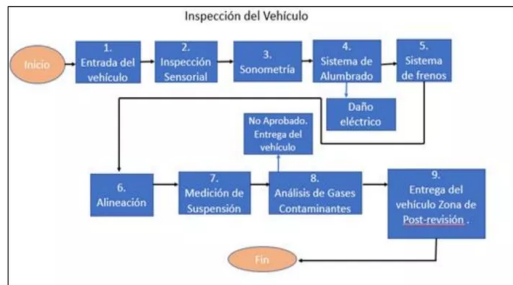 Inspección del Vehículo
Inicio
1.
Entrada del
vehículo
2.
Inspección
Sensorial
3.
Sonometría
4.
Sistema de
Alumbrado
5.
Sistema
de frenos
Daño
eléctrico
No Aprobado.
Entrega del
vehículo
6.
Alineación
7.
Medición de
Suspensión
8.
Análisis de Gases
Contaminantes
9.
Entrega del
vehículo Zona de
Post-revisión .
Fin